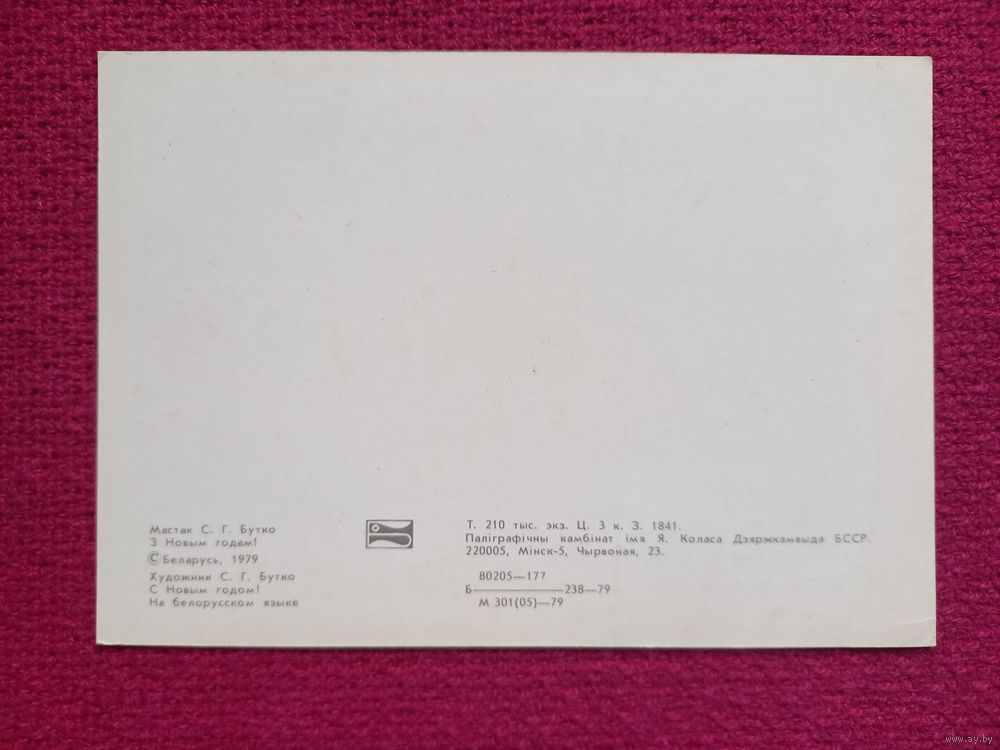 Мастак С. Г. Бутко
З Новым годам!
©Беларусь, 1979
Художник С. Г. Бутко
С Новым годом!
На белорусском языке
Т. 210 тыс. экз. Ц. 3 к. З. 1841.
Паліграфічны камбінат імя Я. Коласа Дзяржкамвыда БССР.
220005, Мінск-5, Чырвоная, 23.
80205—177
Б—————238—79
М 301(05)—79
www.ay.by